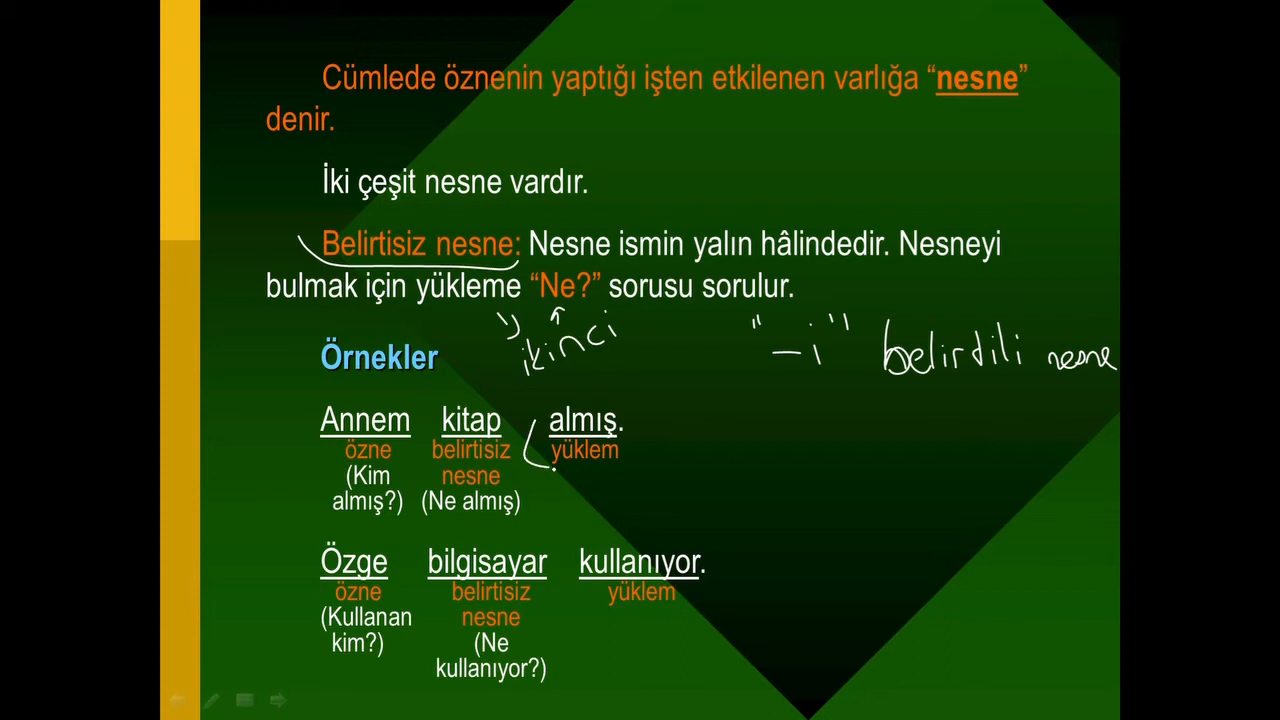 Cümlede öznenin yaptığı işten etkilenen varlığa “nesne”
denir.
İki çeşit nesne vardır.
Belirtisiz nesne: Nesne ismin yalın hâlindedir. Nesneyi
bulmak için yükleme “Ne?” sorusu sorulur.
ikinci "-i" belirdili nesne
Örnekler
Annem kitap almış.
özne belirtisiz yüklem
(Kim nesne
almış?) (Ne almış)
Özge bilgisayar kullanıyor.
özne belirtisiz yüklem
(Kullanan nesne
kim?) (Ne
kullanıyor?)